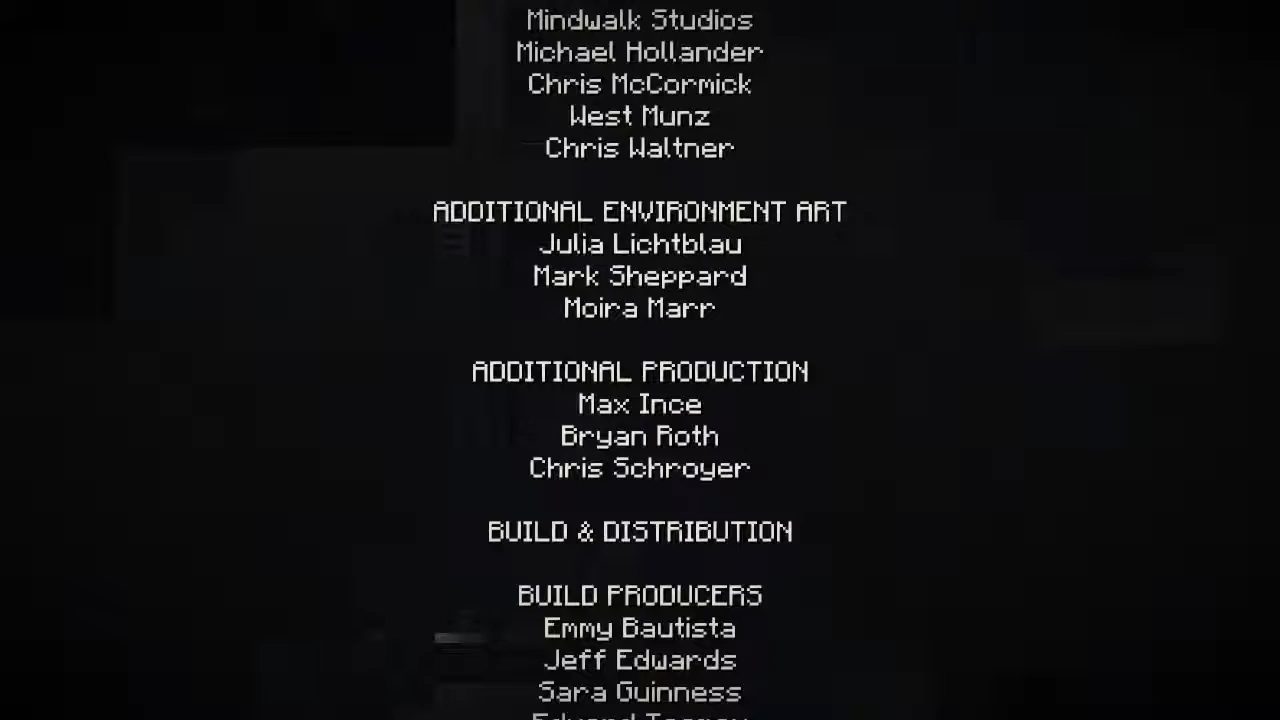 Mindwalk Studios
Michael Hollander
Chris McCormick
West Munz
Chris Waltner
ADDITIONAL ENVIRONMENT ART
Julia Lichtblau
Mark Sheppard
Moira Marr
ADDITIONAL PRODUCTION
Max Ince
Bryan Roth
Chris Schroyer
BUILD & DISTRIBUTION
BUILD PRODUCERS
Emmy Bautista
Jeff Edwards
Sara Guinness